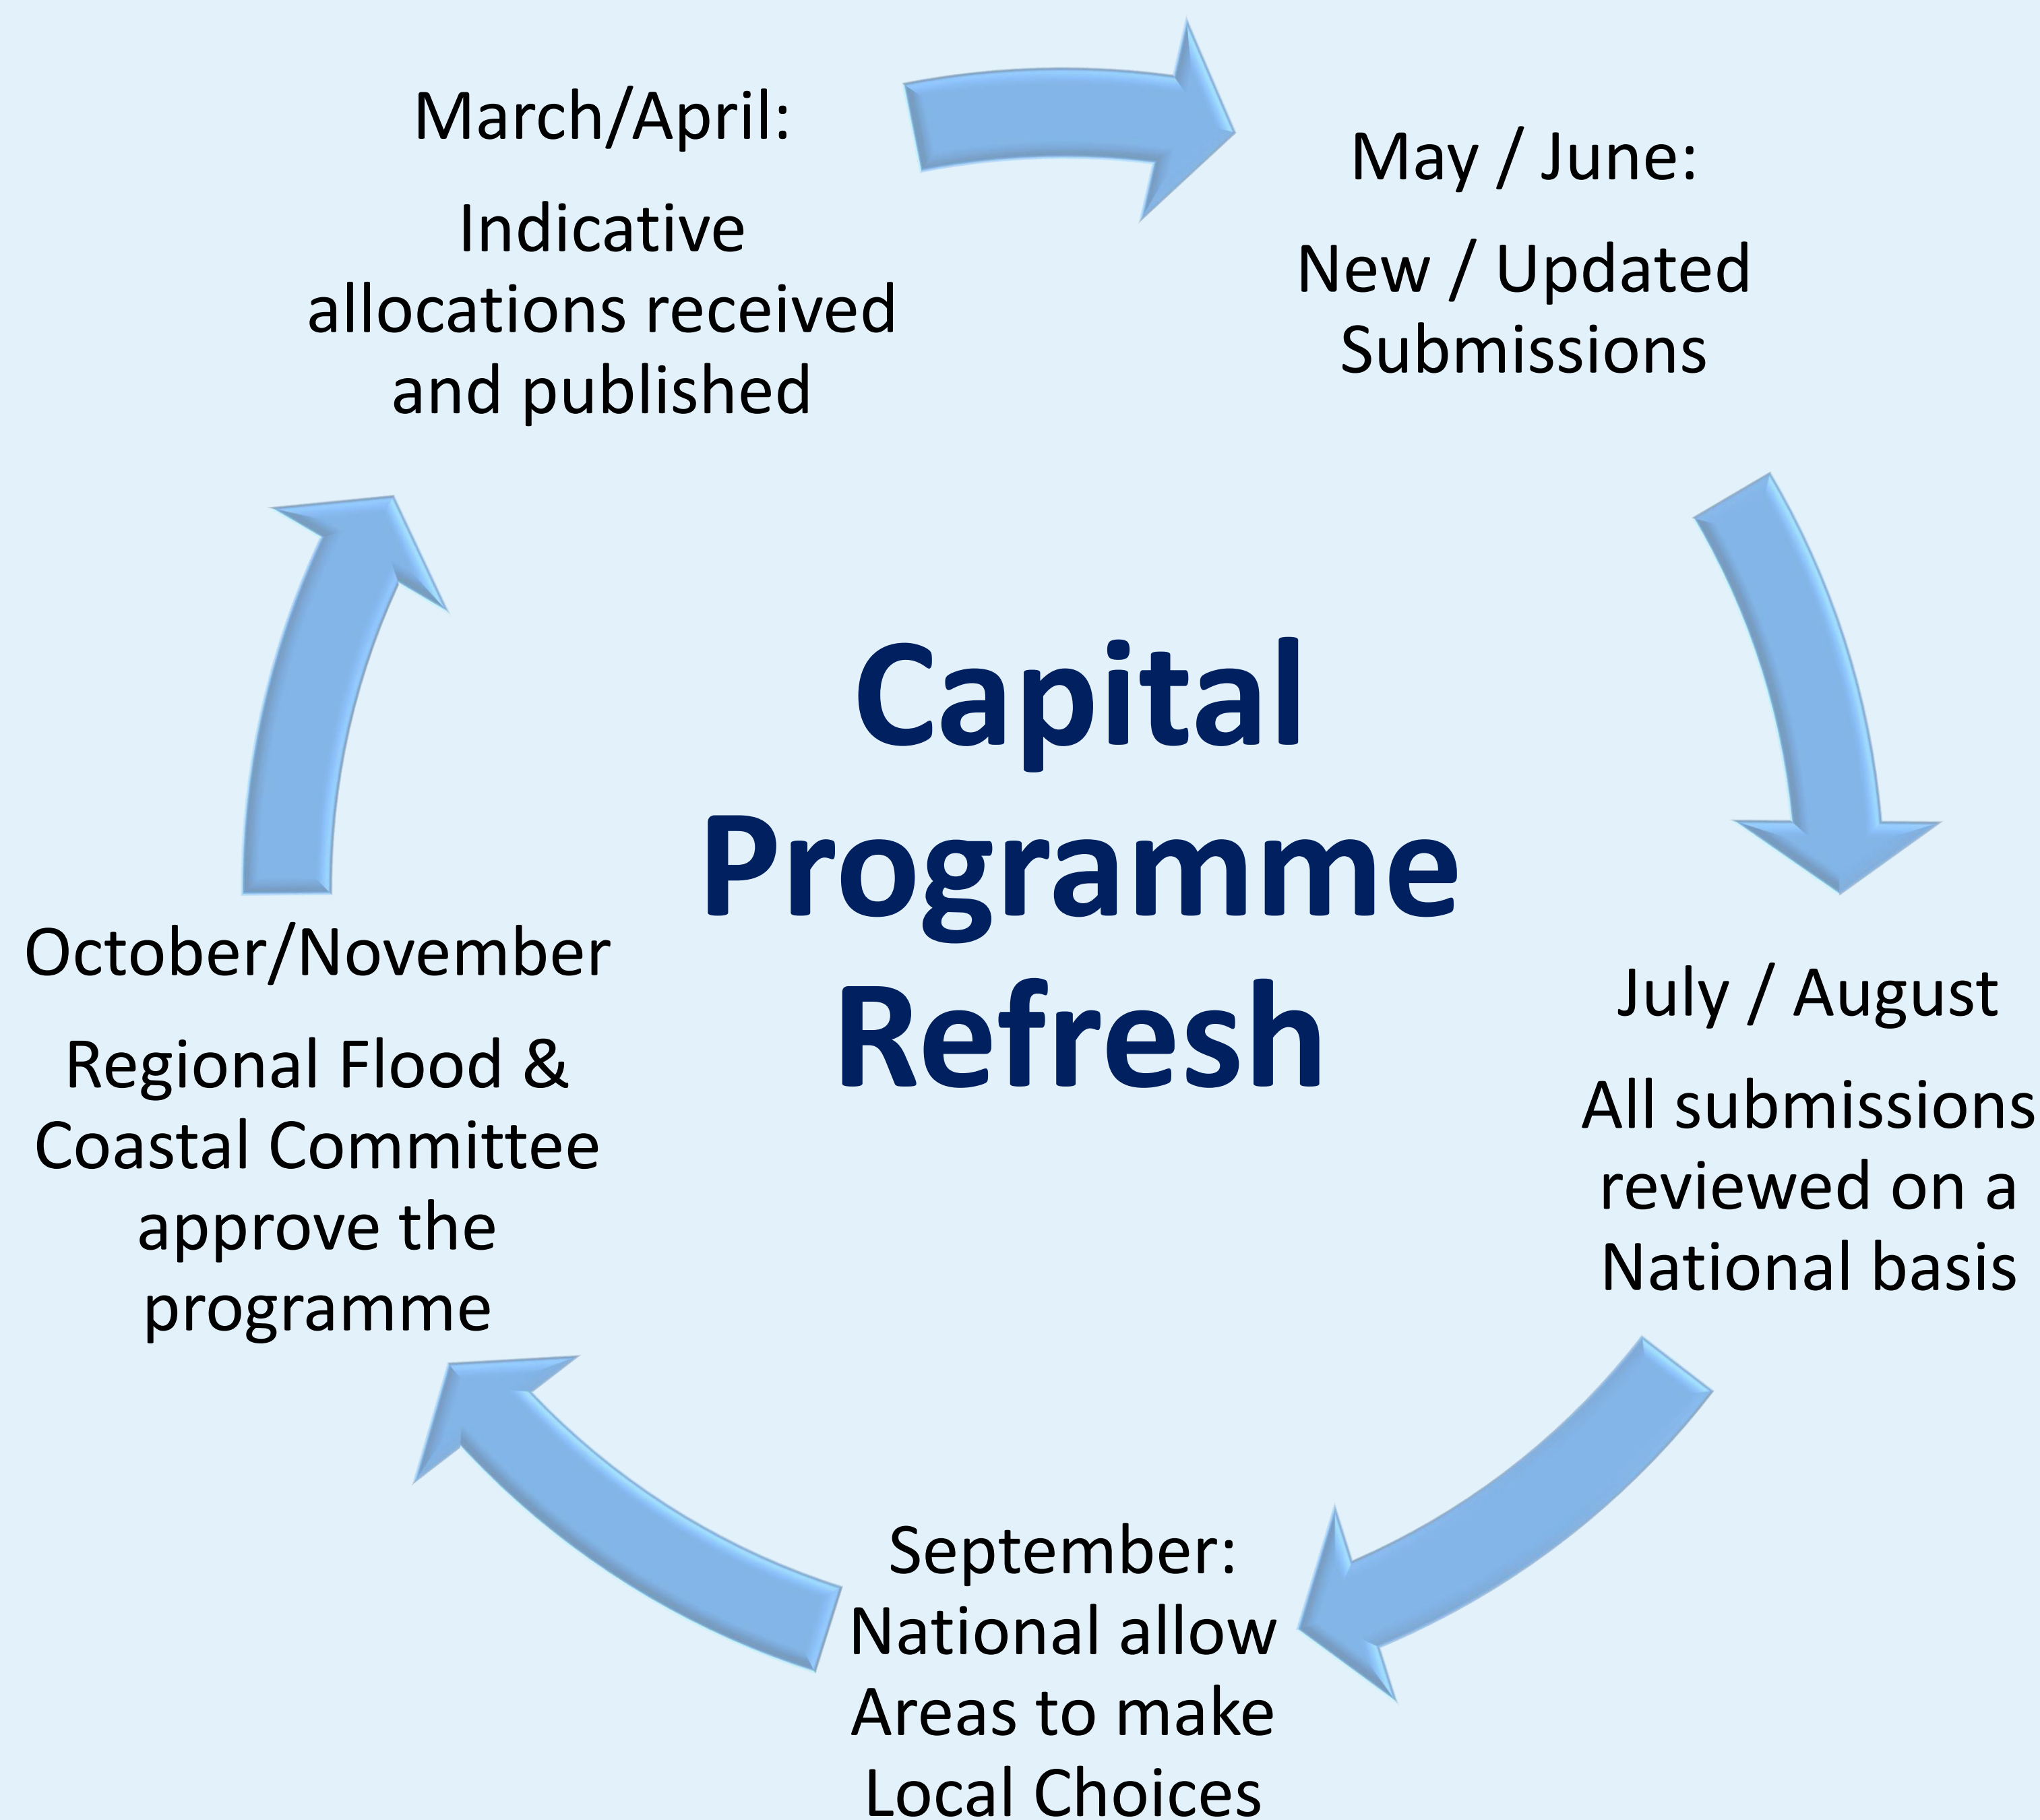 March/April:
Indicative
allocations received
and published
May / June:
New / Updated
Submissions
July / August
All submissions
reviewed on a
National basis
September:
National allow
Areas to make
Local Choices
October/November
Regional Flood &
Coastal Committee
approve the
programme
Capital
Programme
Refresh